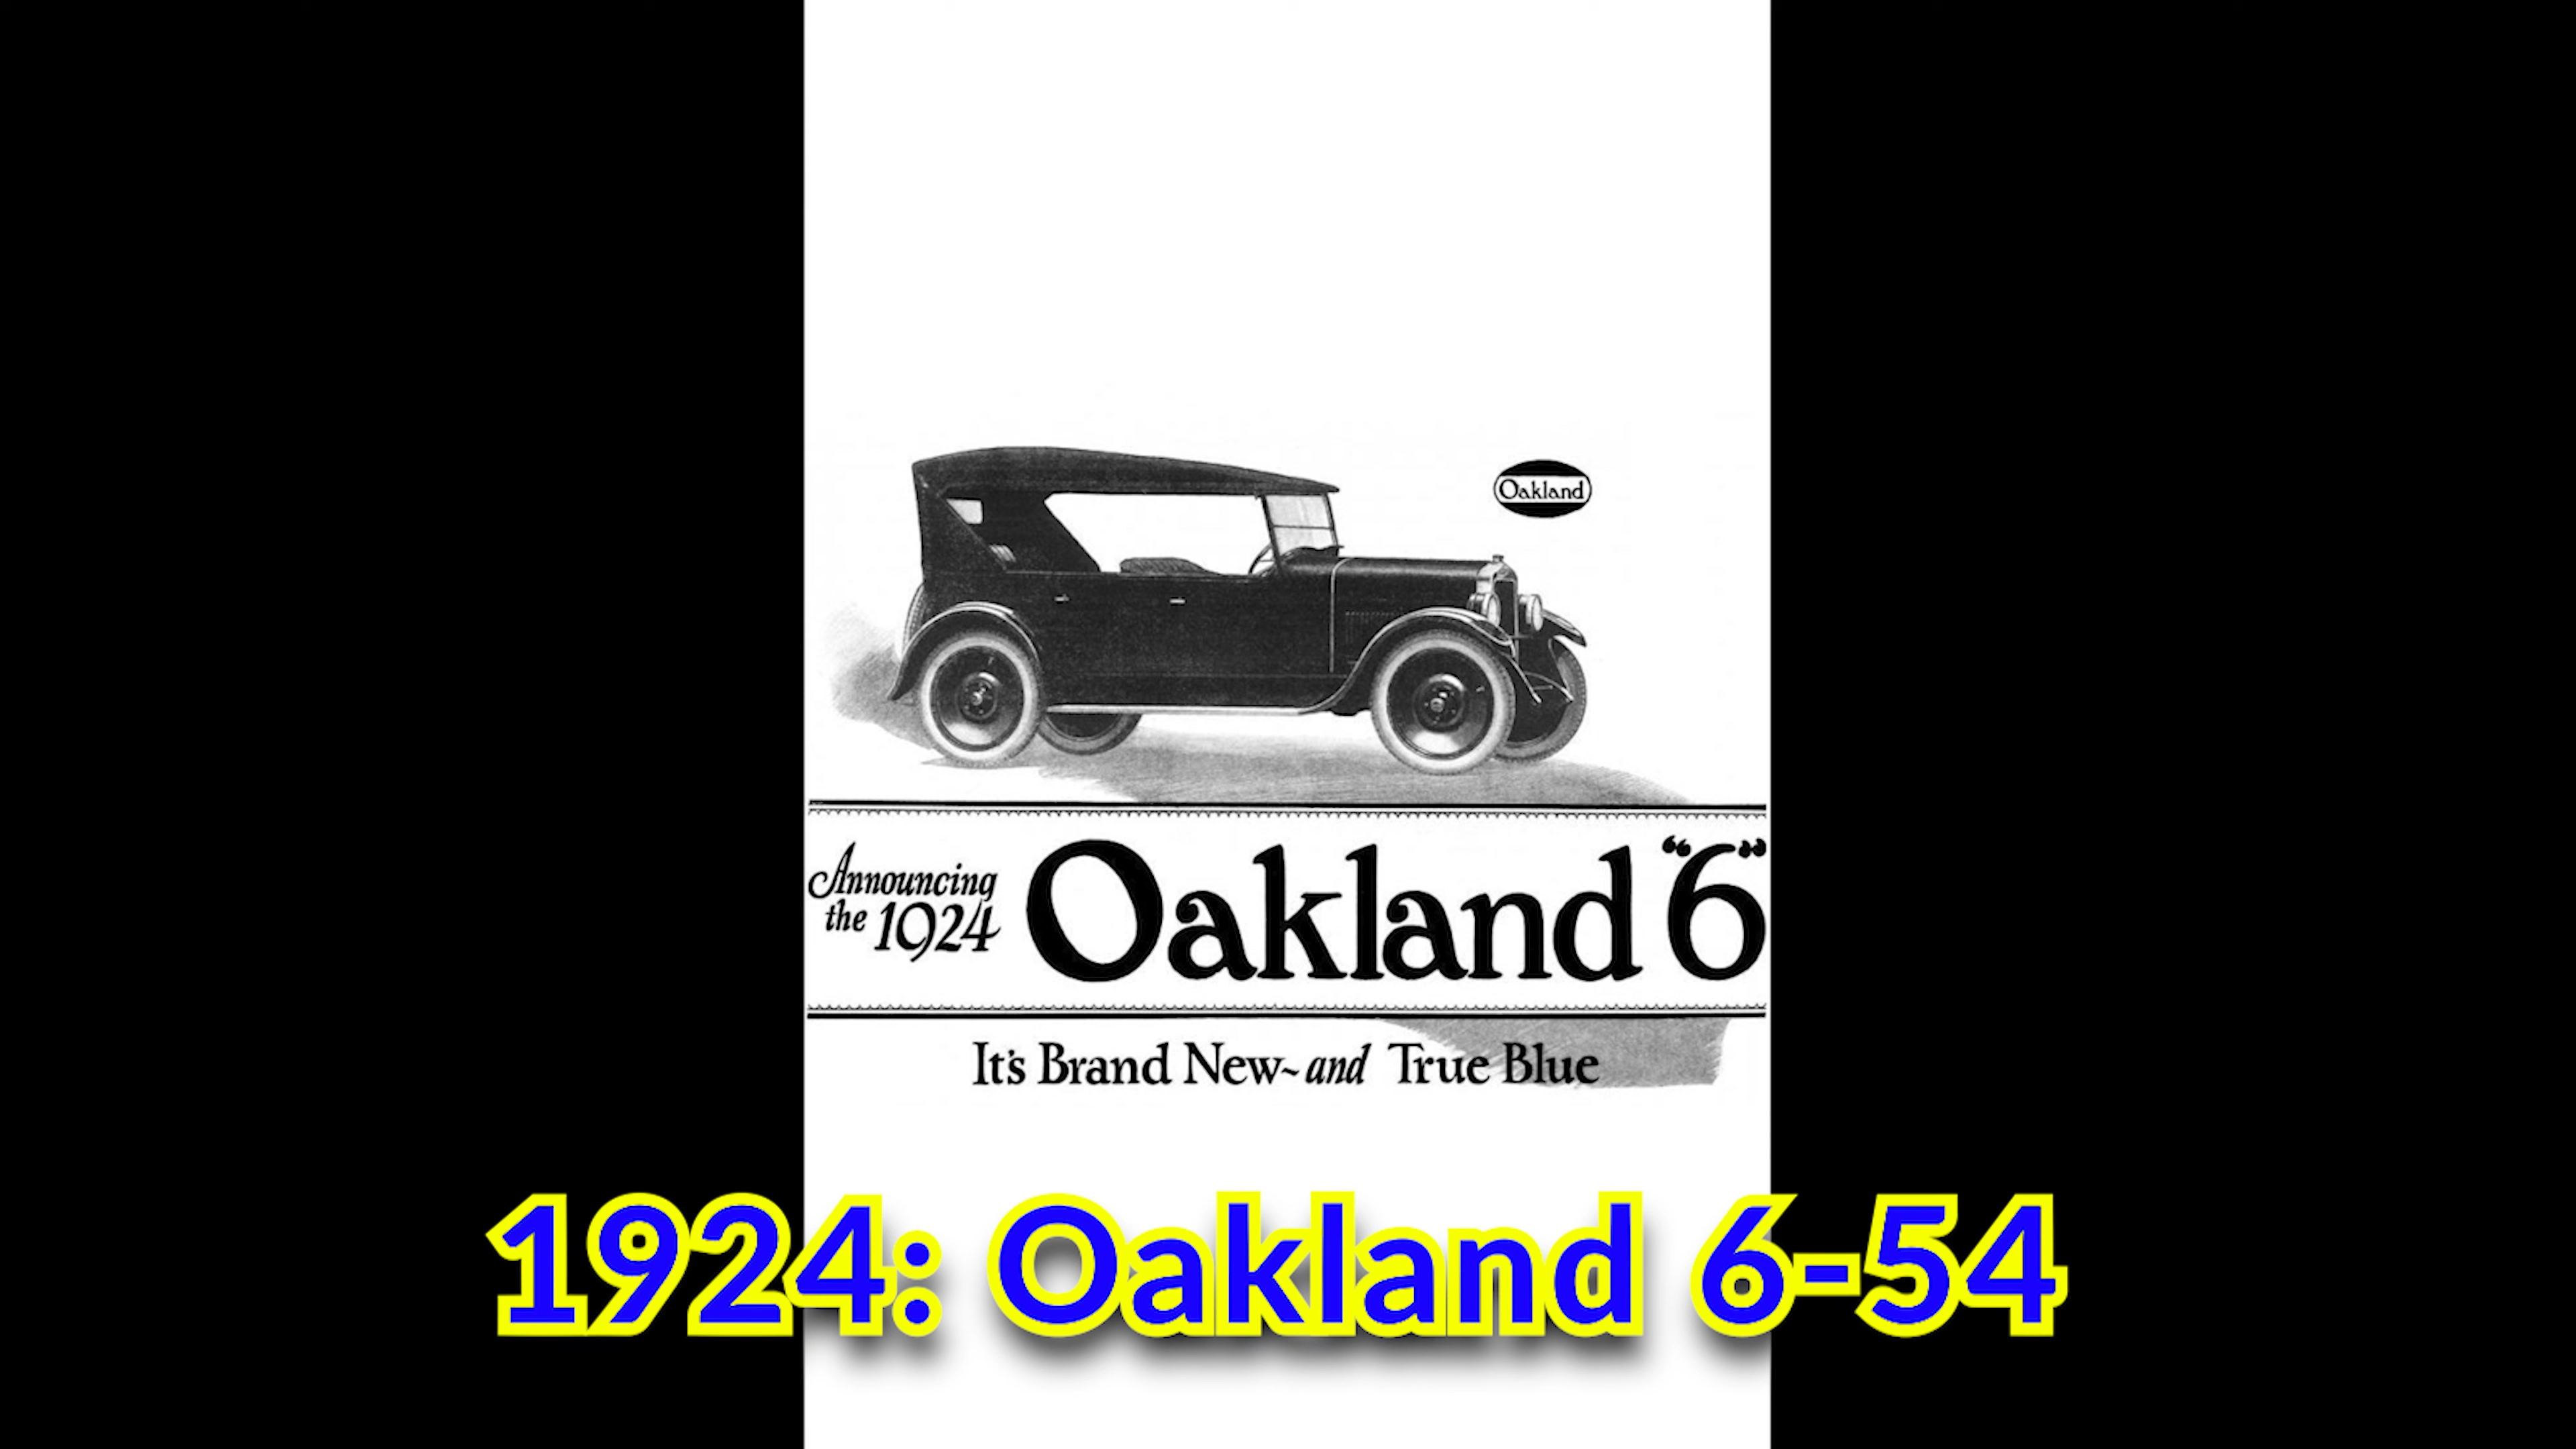 Oakland
Announcing
the 1924
Oakland "6"
It's Brand New~and True Blue
1924: Oakland 6-54